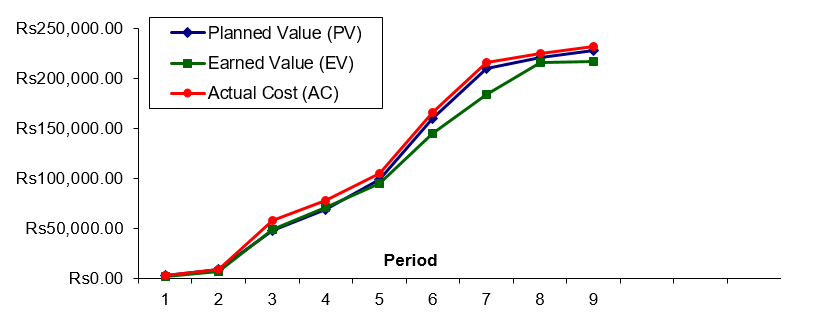 Rs250,000.00
Rs200,000.00
Rs150,000.00
Rs100,000.00
Rs50,000.00
Rs0.00
Planned Value (PV)
Earned Value (EV)
Actual Cost (AC)
Period
1 2 3 4 5 6 7 8 9